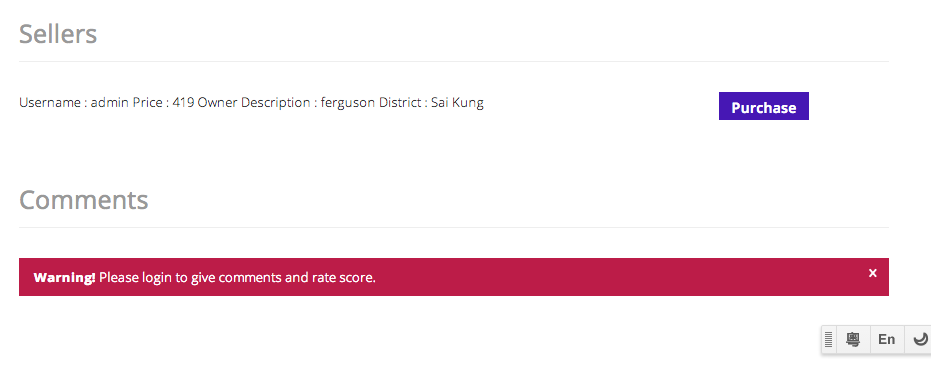 Sellers
Username : admin Price : 419 Owner Description : ferguson District : Sai Kung
Purchase
Comments
Warning! Please login to give comments and rate score.
x
粵 En